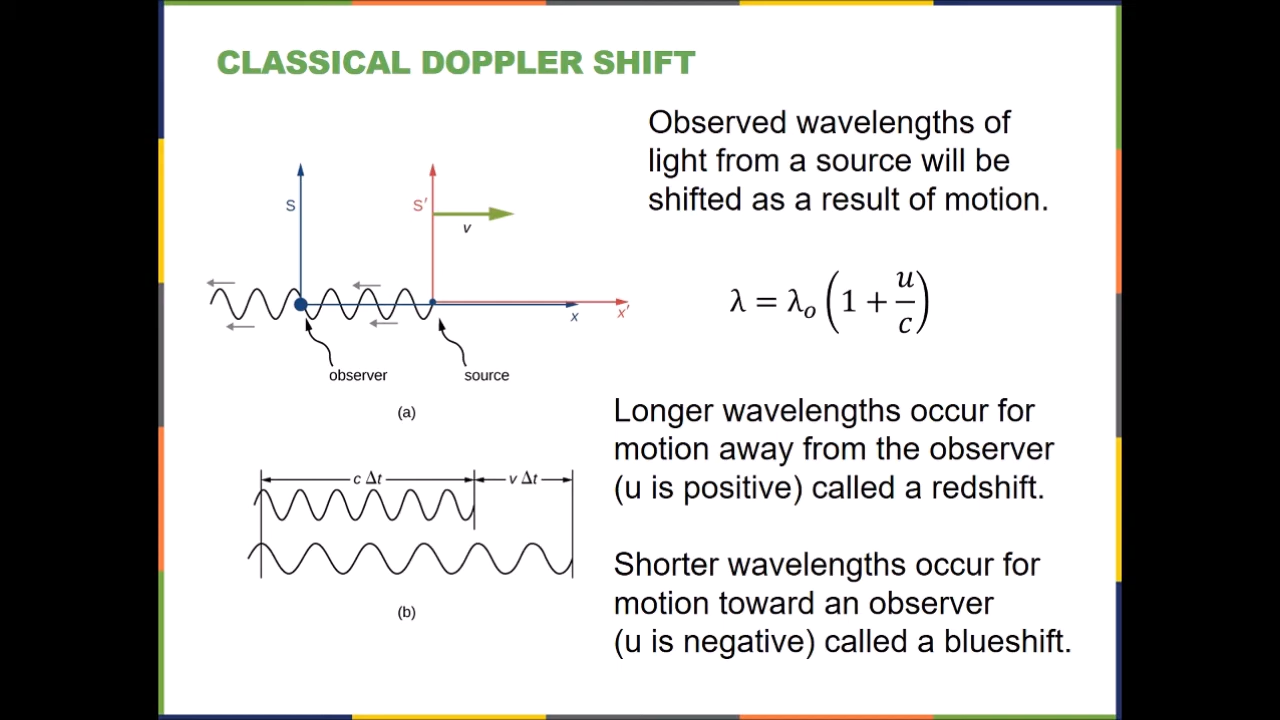 CLASSICAL DOPPLER SHIFT
Observed wavelengths of
light from a source will be
shifted as a result of motion.
S
S′
v
x
x′
observer
source
(a)
λ = λₒ (1 + u/c)
c Δt
v Δt
(b)
Longer wavelengths occur for
motion away from the observer
(u is positive) called a redshift.
Shorter wavelengths occur for
motion toward an observer
(u is negative) called a blueshift.